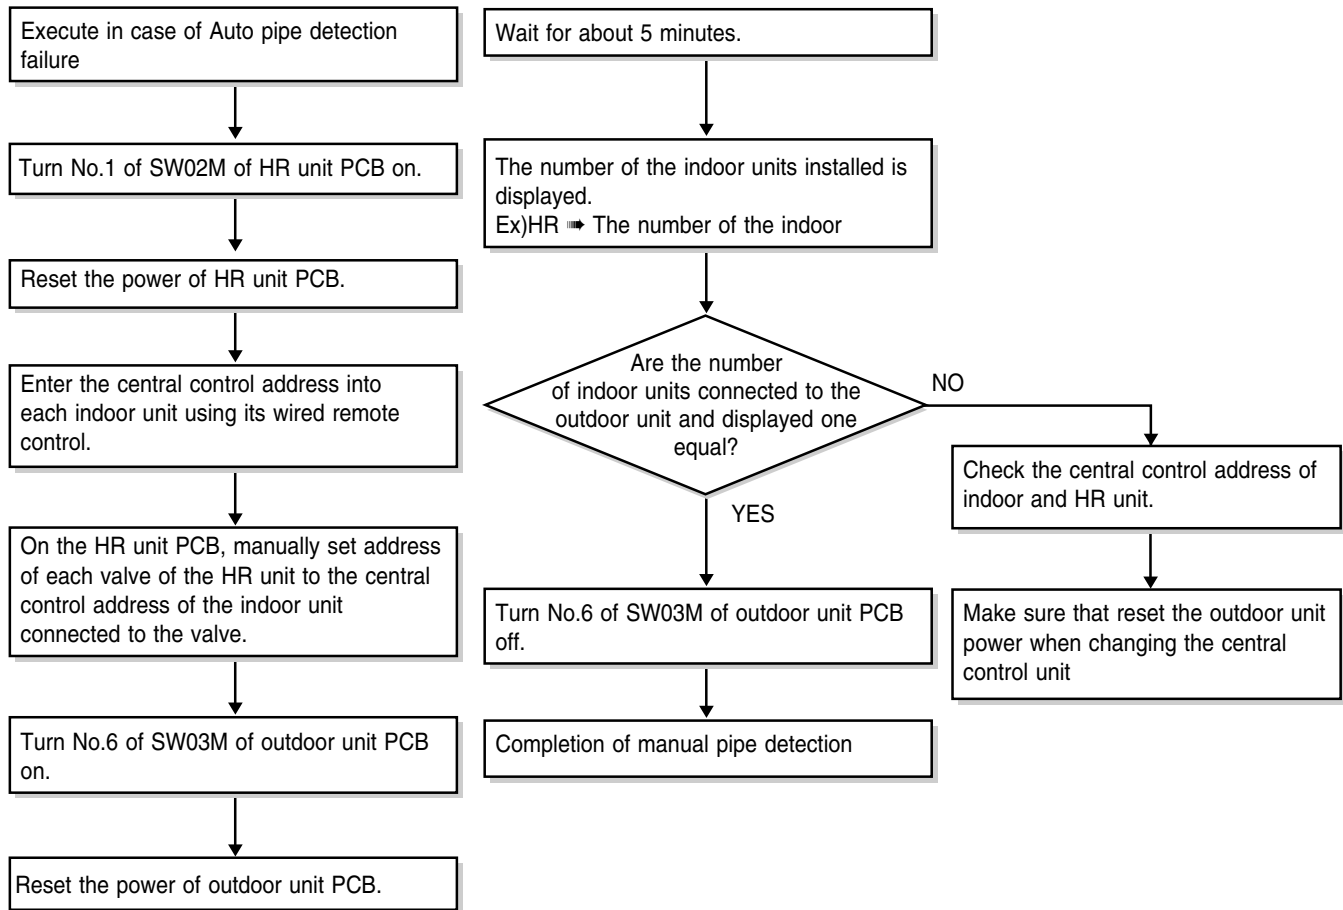 Execute in case of Auto pipe detection
failure
Turn No.1 of SW02M of HR unit PCB on.
Reset the power of HR unit PCB.
Enter the central control address into
each indoor unit using its wired remote
control.
On the HR unit PCB, manually set address
of each valve of the HR unit to the central
control address of the indoor unit
connected to the valve.
Turn No.6 of SW03M of outdoor unit PCB
on.
Reset the power of outdoor unit PCB.
Wait for about 5 minutes.
The number of the indoor units installed is
displayed.
Ex)HR ➠ The number of the indoor
Are the number
of indoor units connected to the
outdoor unit and displayed one
equal?
NO
YES
Turn No.6 of SW03M of outdoor unit PCB
off.
Completion of manual pipe detection
Check the central control address of
indoor and HR unit.
Make sure that reset the outdoor unit
power when changing the central
control unit